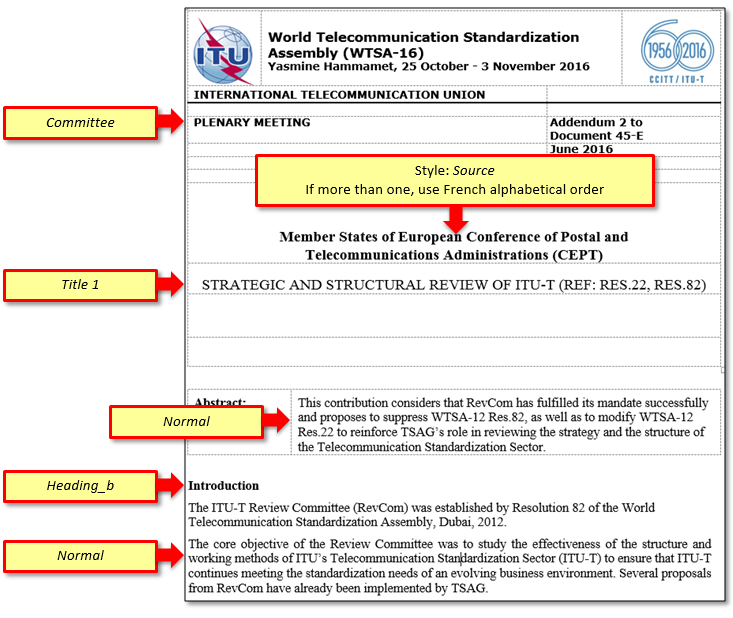 ITU
World Telecommunication Standardization
Assembly (WTSA-16)
Yasmine Hammamet, 25 October - 3 November 2016
1956 2016
CCITT / ITU-T
INTERNATIONAL TELECOMMUNICATION UNION
Committee
PLENARY MEETING
Addendum 2 to
Document 45-E
June 2016
Style: Source
If more than one, use French alphabetical order
Member States of European Conference of Postal and
Telecommunications Administrations (CEPT)
Title 1
STRATEGIC AND STRUCTURAL REVIEW OF ITU-T (REF: RES.22, RES.82)
Abstract:
Normal
This contribution considers that RevCom has fulfilled its mandate successfully
and proposes to suppress WTSA-12 Res.82, as well as to modify WTSA-12
Res.22 to reinforce TSAG's role in reviewing the strategy and the structure of
the Telecommunication Standardization Sector.
Heading_b
Introduction
The ITU-T Review Committee (RevCom) was established by Resolution 82 of the World
Telecommunication Standardization Assembly, Dubai, 2012.
Normal
The core objective of the Review Committee was to study the effectiveness of the structure and
working methods of ITU's Telecommunication Standardization Sector (ITU-T) to ensure that ITU-T
continues meeting the standardization needs of an evolving business environment. Several proposals
from RevCom have already been implemented by TSAG.